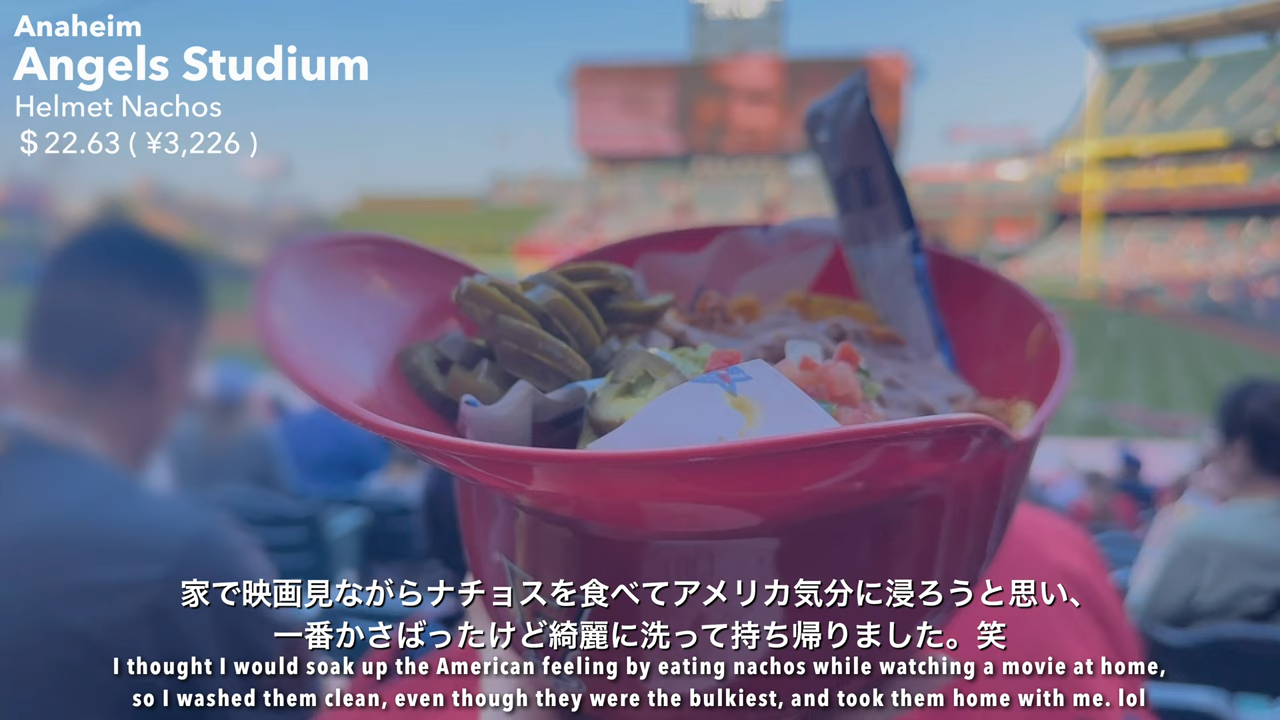 Anaheim
Angels Studium
Helmet Nachos
$22.63 ( ¥3,226 )
家で映画見ながらナチョスを食べてアメリカ気分に浸ろうと思い、
一番かさばったけど綺麗に洗って持ち帰りました。笑
I thought I would soak up the American feeling by eating nachos while watching a movie at home,
so I washed them clean, even though they were the bulkiest, and took them home with me. lol